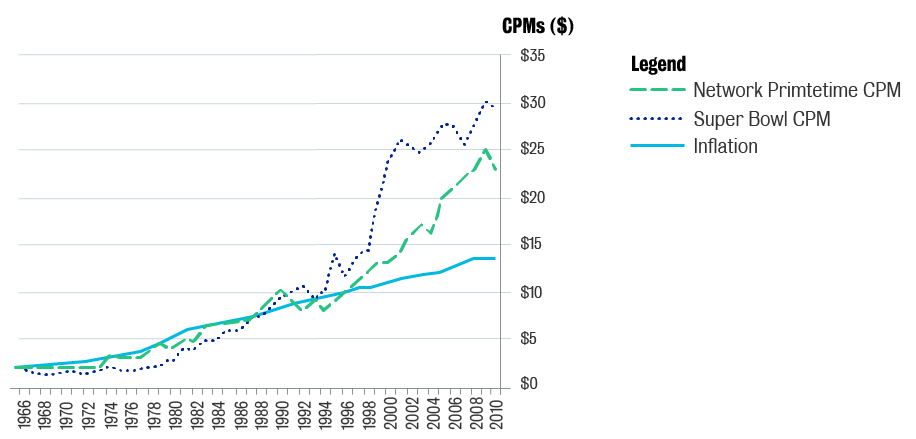 CPMs ($)
$35
$30
$25
$20
$15
$10
$5
$0
1966 1968 1970 1972 1974 1976 1978 1980 1982 1984 1986 1988 1990 1992 1994 1996 1998 2000 2002 2004 2006 2008 2010
Legend
Network Primtetime CPM
Super Bowl CPM
Inflation